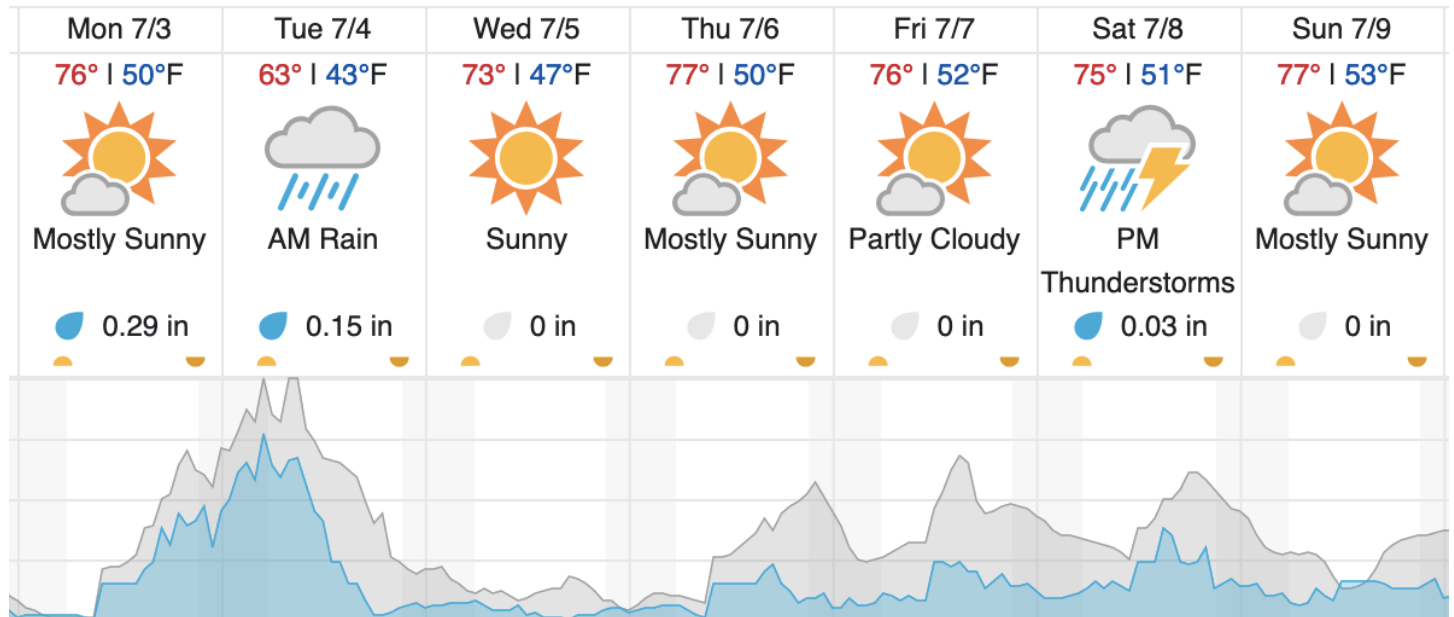 Mon 7/3 Tue 7/4 Wed 7/5 Thu 7/6 Fri 7/7 Sat 7/8 Sun 7/9
76° | 50°F 63° | 43°F 73° | 47°F 77° | 50°F 76° | 52°F 75° | 51°F 77° | 53°F
Mostly Sunny AM Rain Sunny Mostly Sunny Partly Cloudy PM Mostly Sunny
Thunderstorms
0.29 in 0.15 in 0 in 0 in 0 in 0.03 in 0 in